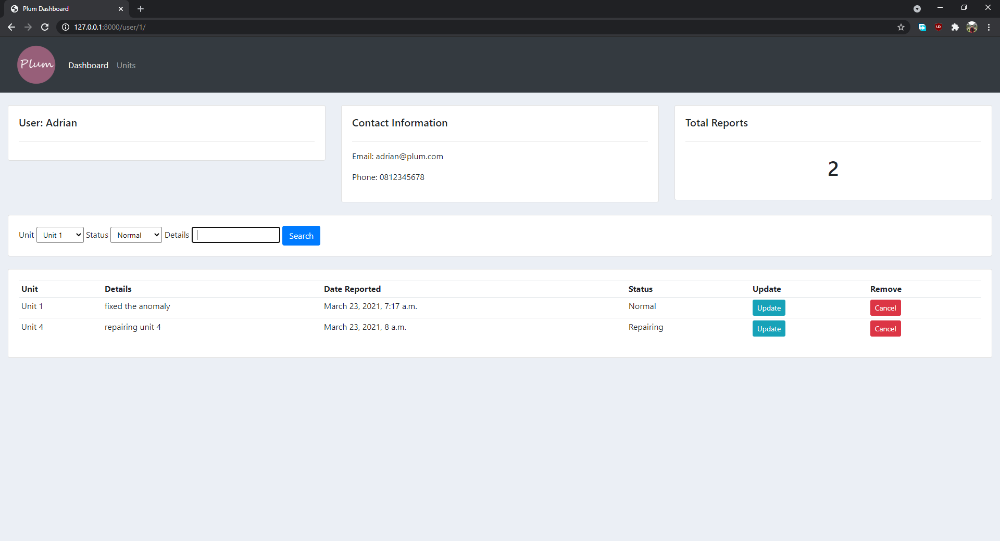 Plum Dashboard
127.0.0.1:8000/user/1/
Plum Dashboard Units
User: Adrian
Contact Information
Email: adrian@plum.com
Phone: 0812345678
Total Reports
2
Unit Unit 1 Status Normal Details Search
Unit Details Date Reported Status Update Remove
Unit 1 fixed the anomaly March 23, 2021, 7:17 a.m. Normal Update Cancel
Unit 4 repairing unit 4 March 23, 2021, 8 a.m. Repairing Update Cancel